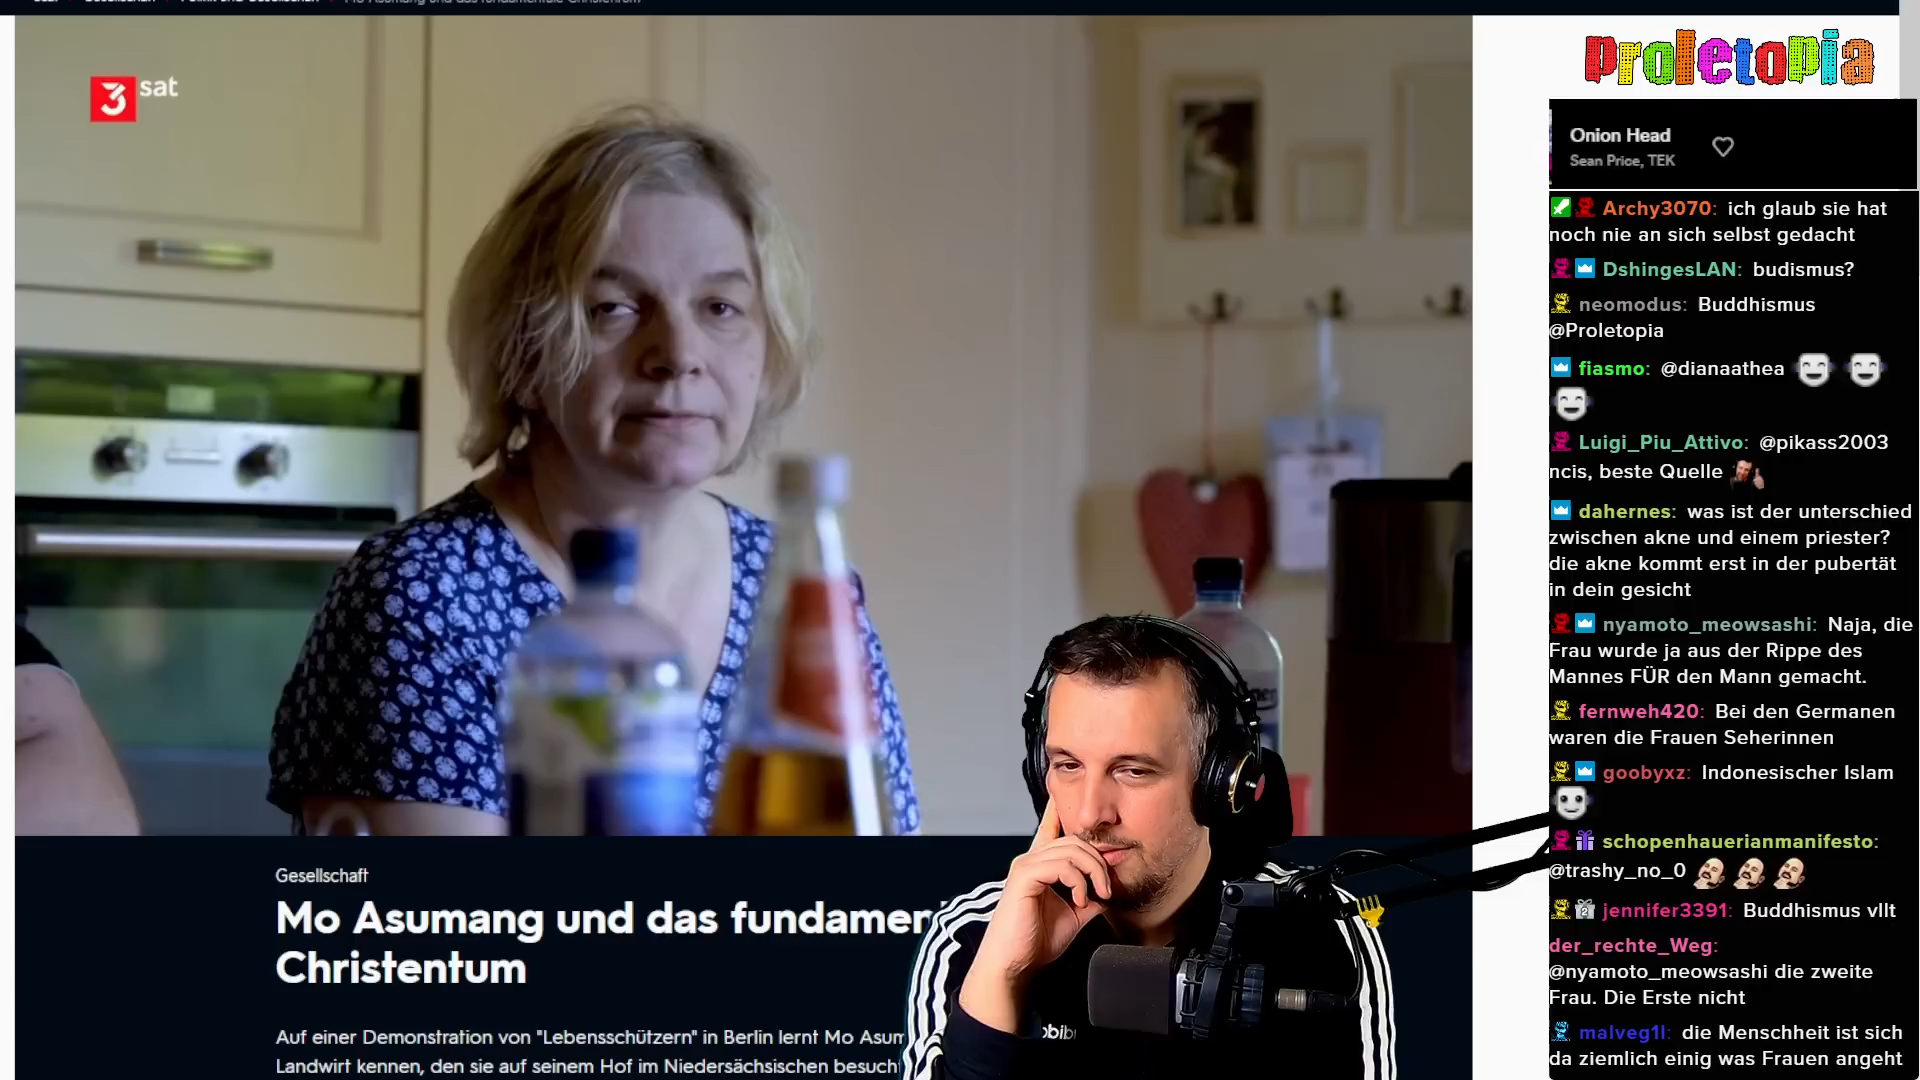 Mo Asumang und das fundamentale Christentum
3sat
Proletopia
Onion Head
Sean Price, TEK
Archy3070: ich glaub sie hat
noch nie an sich selbst gedacht
DshingesLAN: budismus?
neomodus: Buddhismus
@Proletopia
fiasmo: @dianaathea
Luigi_Piu_Attivo: @pikass2003
ncis, beste Quelle
dahernes: was ist der unterschied
zwischen akne und einem priester?
die akne kommt erst in der pubertät
in dein gesicht
nyamoto_meowsashi: Naja, die
Frau wurde ja aus der Rippe des
Mannes FÜR den Mann gemacht.
fernweh420: Bei den Germanen
waren die Frauen Seherinnen
goobyxz: Indonesischer Islam
schopenhauerianmanifesto:
@trashy_no_0
jennifer3391: Buddhismus vllt
der_rechte_Weg:
@nyamoto_meowsashi die zweite
Frau. Die Erste nicht
malveg1l: die Menschheit ist sich
da ziemlich einig was Frauen angeht
Gesellschaft
Mo Asumang und das fundamen
Christentum
Auf einer Demonstration von "Lebensschützern" in Berlin lernt Mo Asum
Landwirt kennen, den sie auf seinem Hof im Niedersächsischen besuch